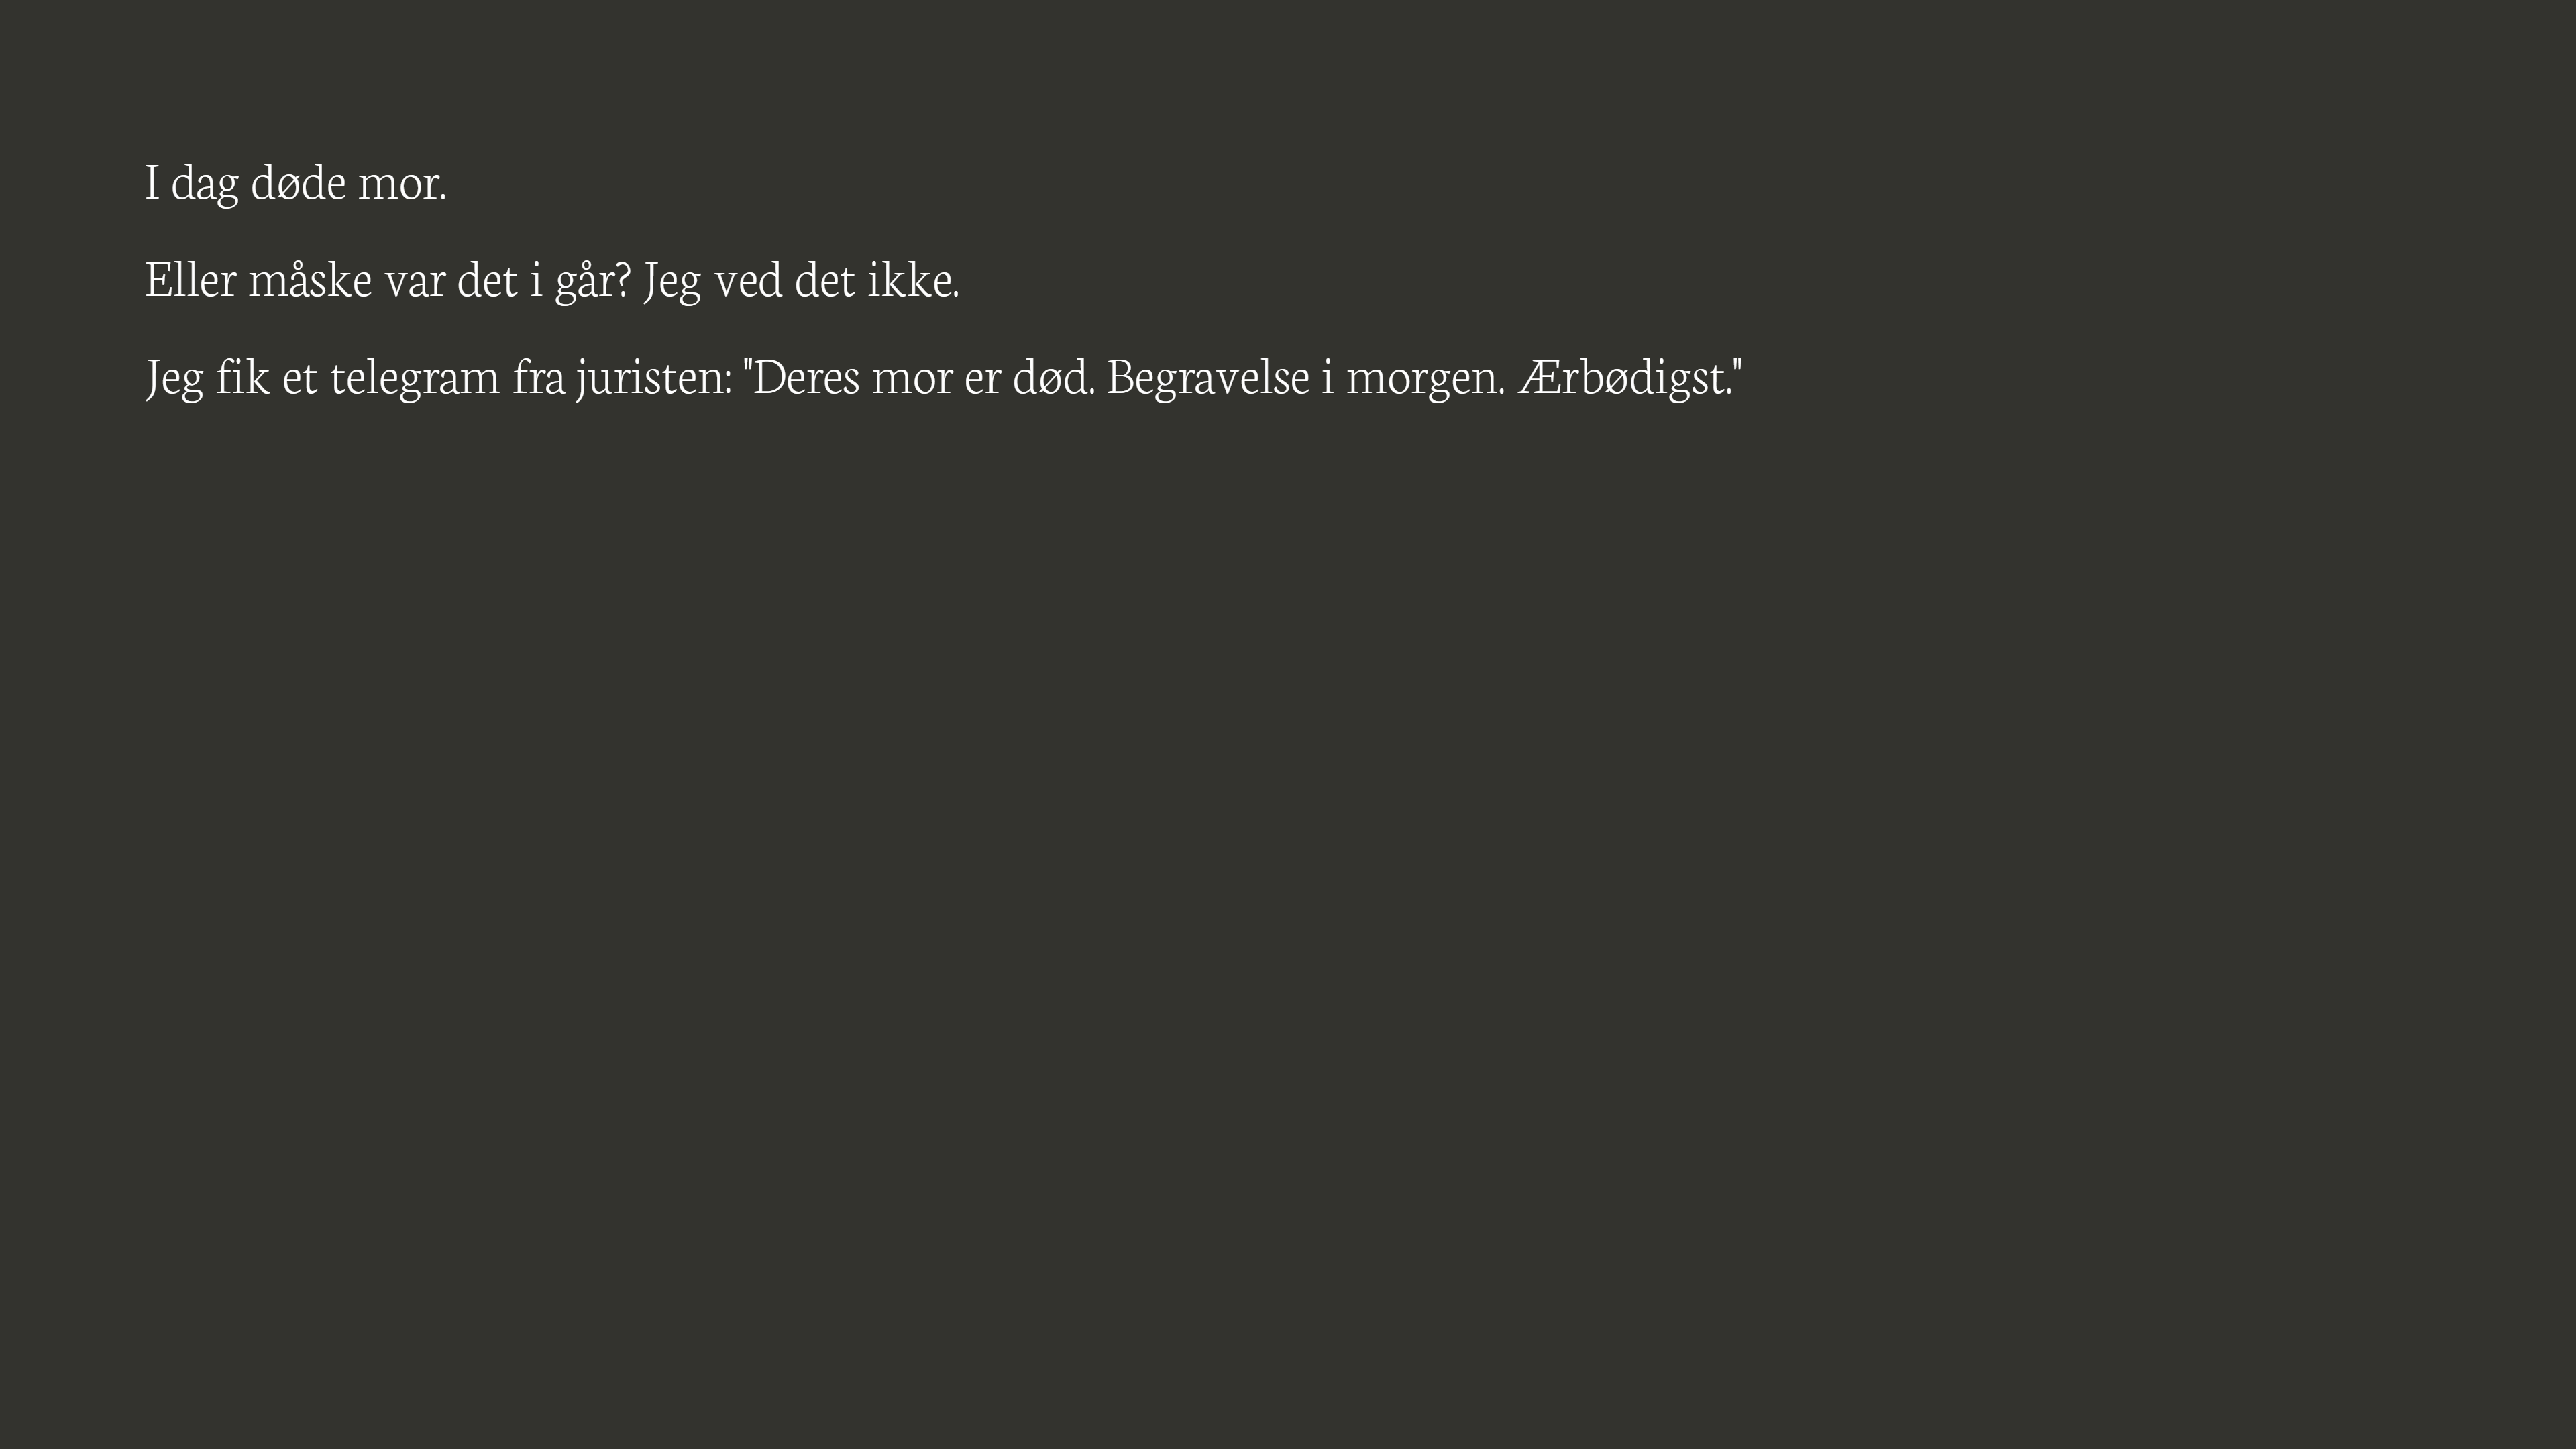 I dag døde mor.
Eller måske var det i går? Jeg ved det ikke.
Jeg fik et telegram fra juristen: "Deres mor er død. Begravelse i morgen. Ærbødigst."